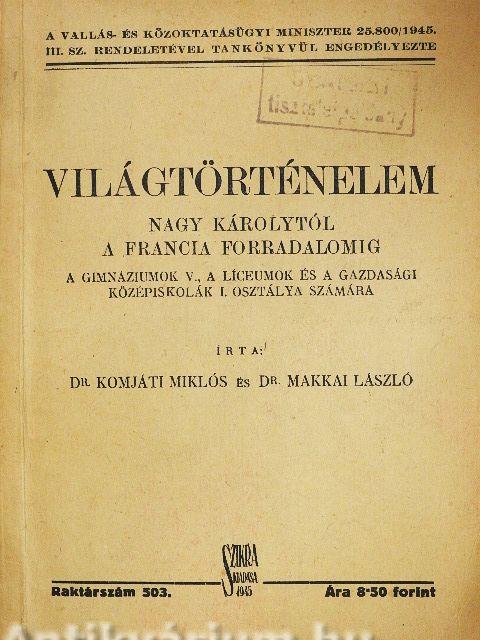 A VALLÁS- ÉS KÖZOKTATÁSÜGYI MINISZTER 25.800/1945.
III. SZ. RENDELETÉVEL TANKÖNYVÜL ENGEDÉLYEZTE
VILÁGTÖRTÉNELEM
NAGY KÁROLYTÓL
A FRANCIA FORRADALOMIG
A GIMNÁZIUMOK V., A LÍCEUMOK ÉS A GAZDASÁGI
KÖZÉPISKOLÁK I. OSZTÁLYA SZÁMÁRA
ÍRTA:
DR. KOMJÁTI MIKLÓS ÉS DR. MAKKAI LÁSZLÓ
SZIKRA
KIADÁSA
1945
Raktárszám 503.
Ára 8·50 forint
Antikvárium.hu